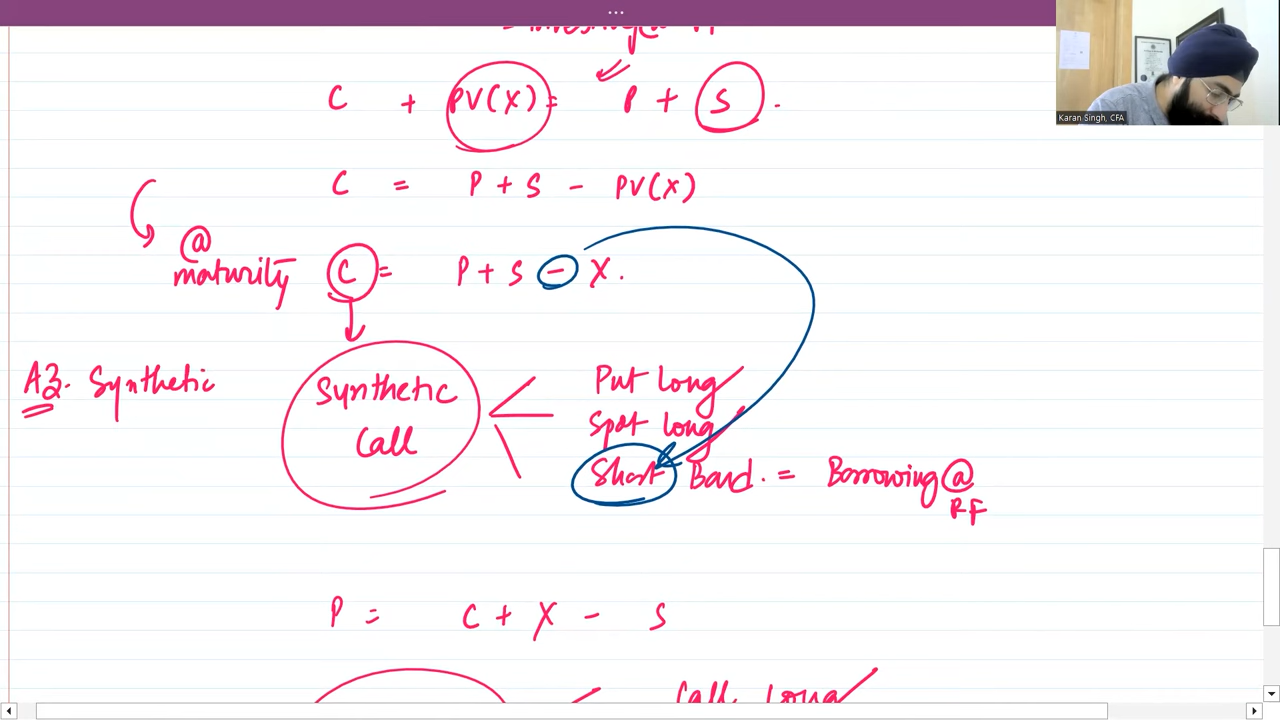 C + PV(X) = P + S .
C = P + S - PV(X)
@
maturity C = P + S - X.
A3. Synthetic
Synthetic
Call
Put long
Spot long
Short Bond. = Borrowing @
RF
P = C + X - S
Call long
Karan Singh, CFA